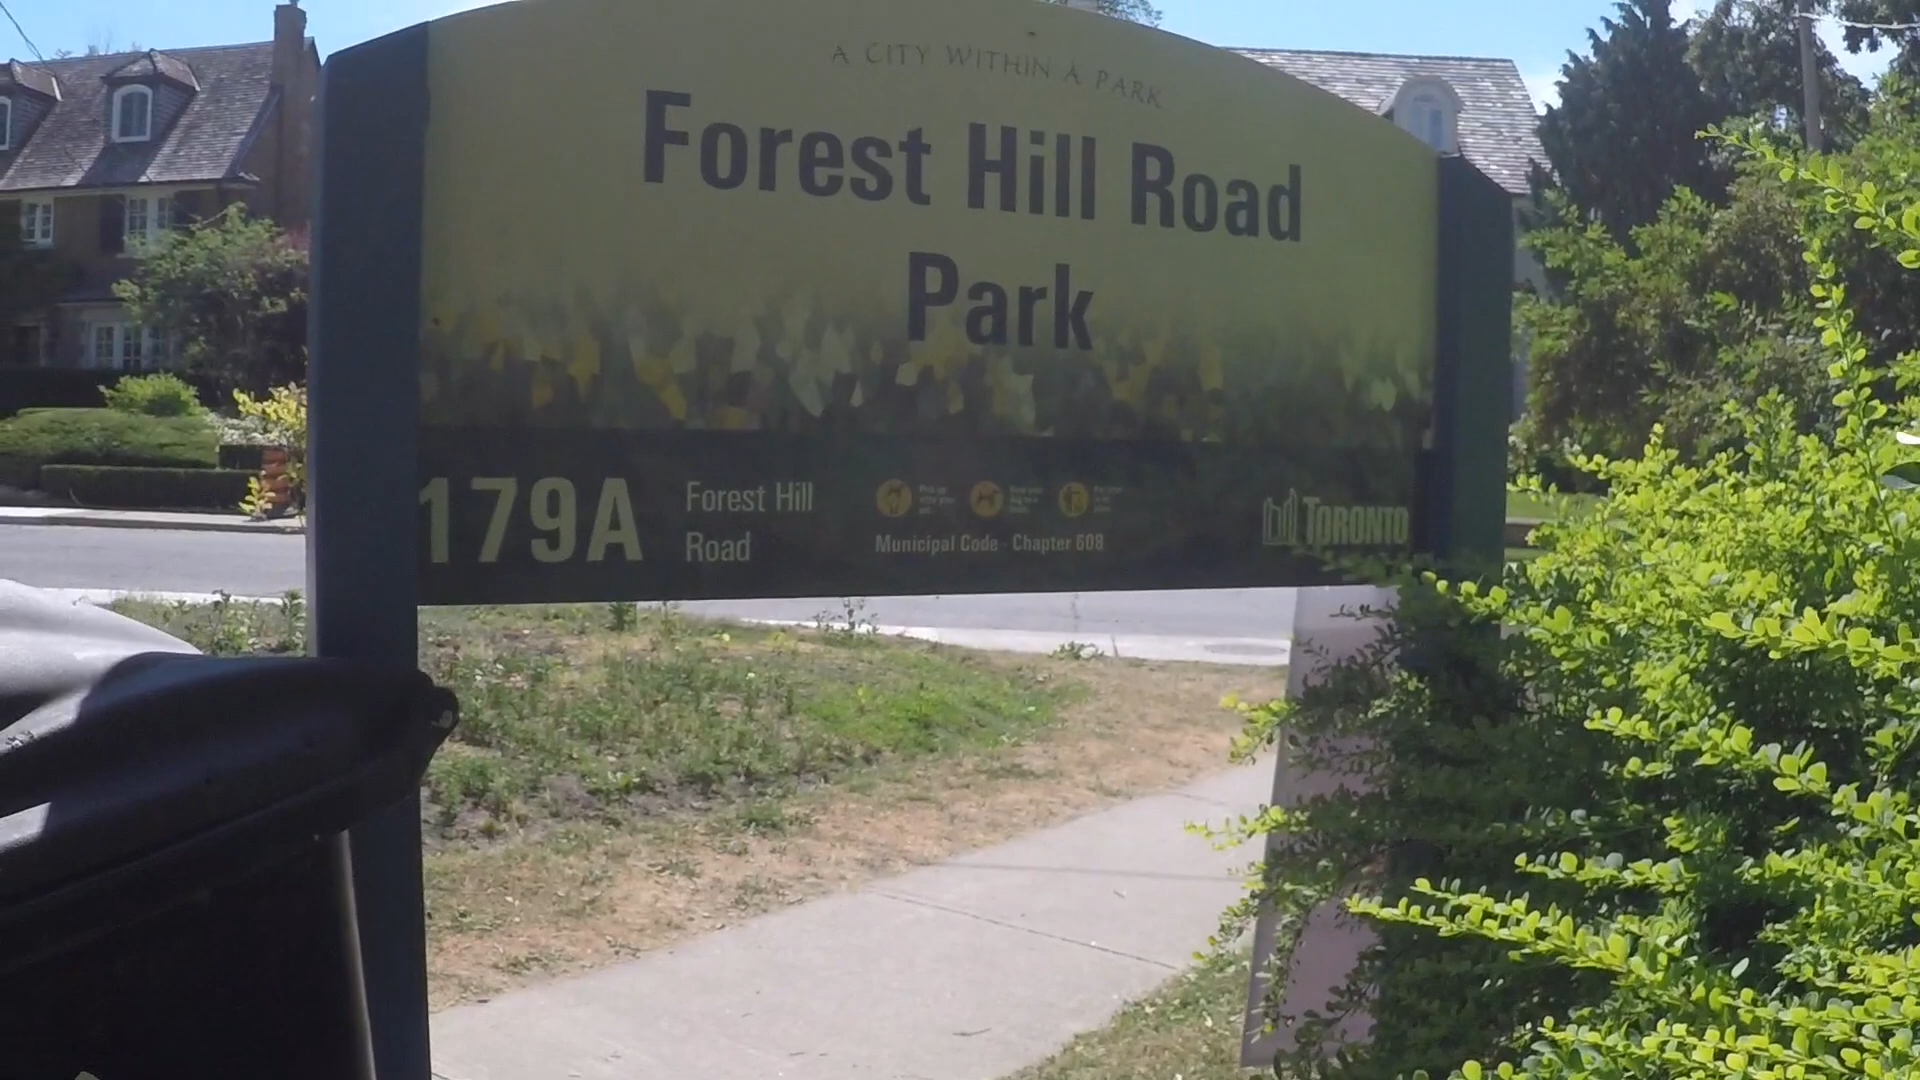 A CITY WITHIN A PARK
Forest Hill Road
Park
179A
Forest Hill
Road
Municipal Code - Chapter 608
TORONTO